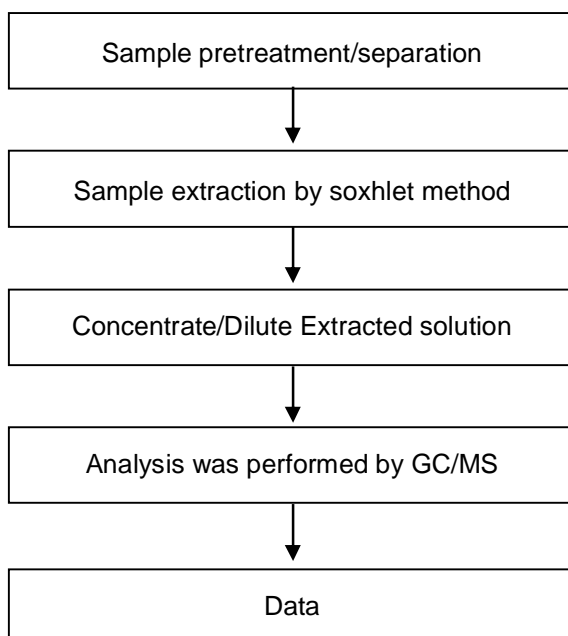 Sample pretreatment/separation
Sample extraction by soxhlet method
Concentrate/Dilute Extracted solution
Analysis was performed by GC/MS
Data